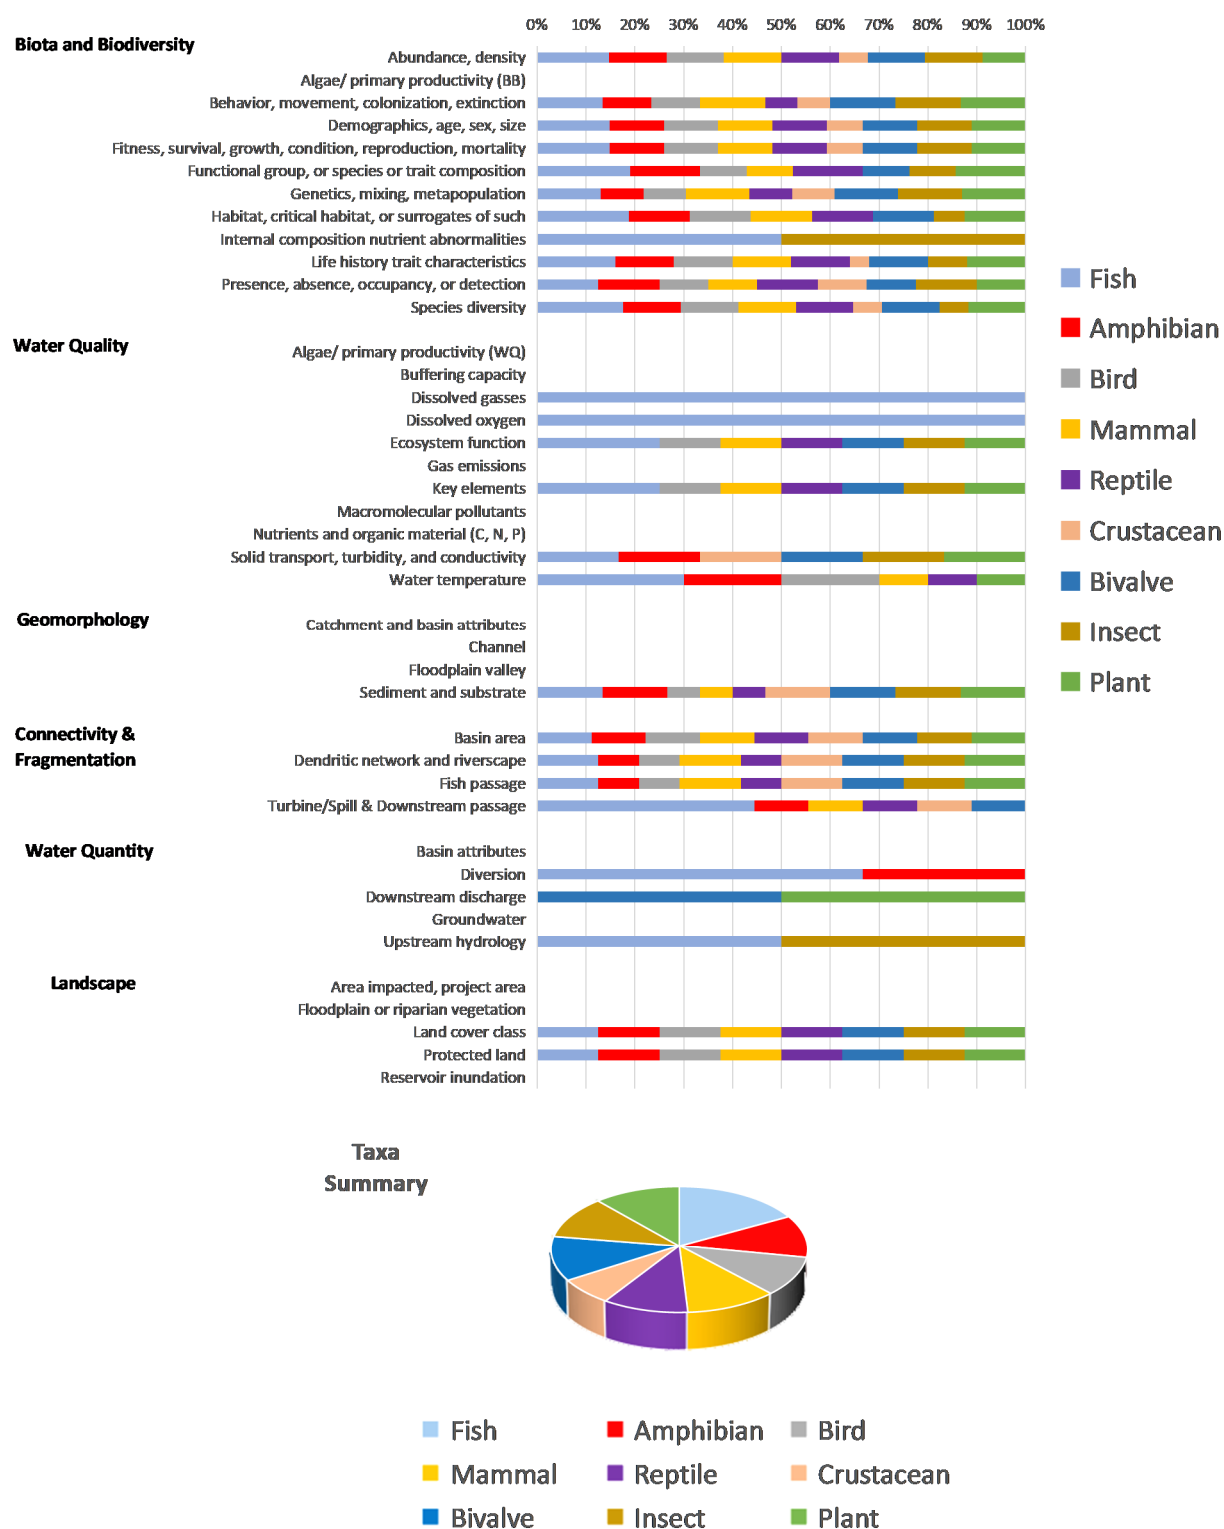 0% 10% 20% 30% 40% 50% 60% 70% 80% 90% 100%
Biota and Biodiversity
Abundance, density
Algae/ primary productivity (BB)
Behavior, movement, colonization, extinction
Demographics, age, sex, size
Fitness, survival, growth, condition, reproduction, mortality
Functional group, or species or trait composition
Genetics, mixing, metapopulation
Habitat, critical habitat, or surrogates of such
Internal composition nutrient abnormalities
Life history trait characteristics
Presence, absence, occupancy, or detection
Species diversity
Water Quality
Algae/ primary productivity (WQ)
Buffering capacity
Dissolved gasses
Dissolved oxygen
Ecosystem function
Gas emissions
Key elements
Macromolecular pollutants
Nutrients and organic material (C, N, P)
Solid transport, turbidity, and conductivity
Water temperature
Geomorphology
Catchment and basin attributes
Channel
Floodplain valley
Sediment and substrate
Connectivity &
Fragmentation
Basin area
Dendritic network and riverscape
Fish passage
Turbine/Spill & Downstream passage
Water Quantity
Basin attributes
Diversion
Downstream discharge
Groundwater
Upstream hydrology
Landscape
Area impacted, project area
Floodplain or riparian vegetation
Land cover class
Protected land
Reservoir inundation
Fish
Amphibian
Bird
Mammal
Reptile
Crustacean
Bivalve
Insect
Plant
Taxa
Summary
Fish Amphibian Bird
Mammal Reptile Crustacean
Bivalve Insect Plant